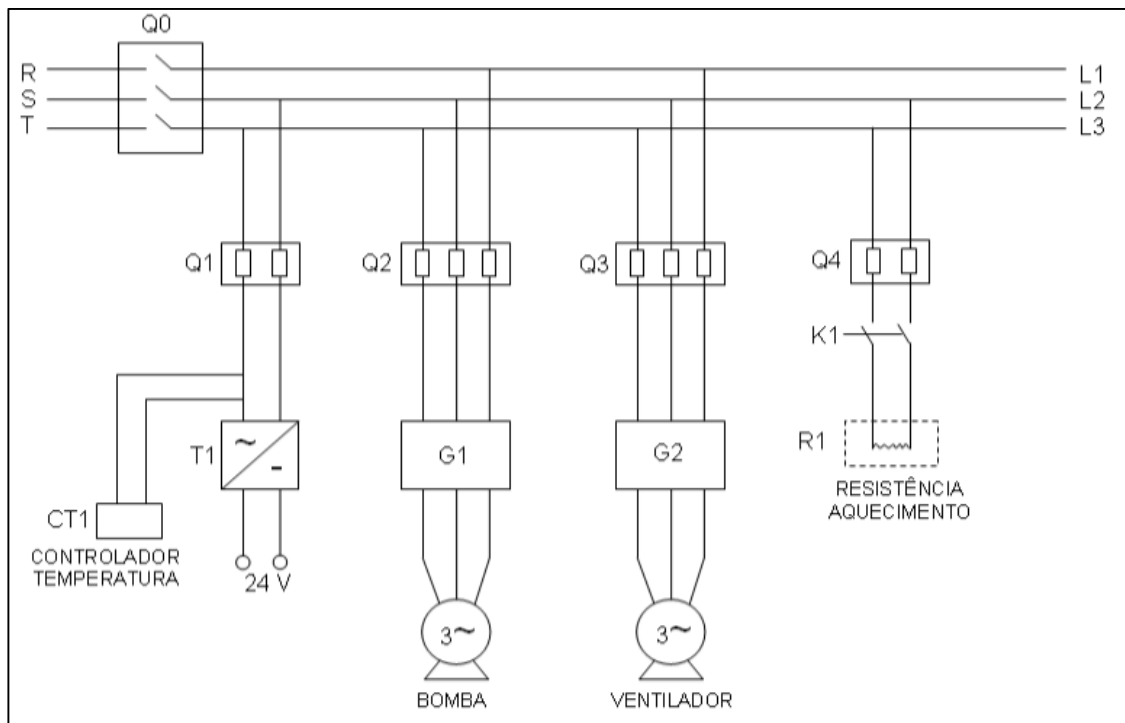 Q0
R
S
T
L1
L2
L3
Q1
Q2
Q3
Q4
K1
T1
~
-
G1
G2
R1
RESISTÊNCIA
AQUECIMENTO
CT1
CONTROLADOR
TEMPERATURA
24 V
3~
3~
BOMBA
VENTILADOR